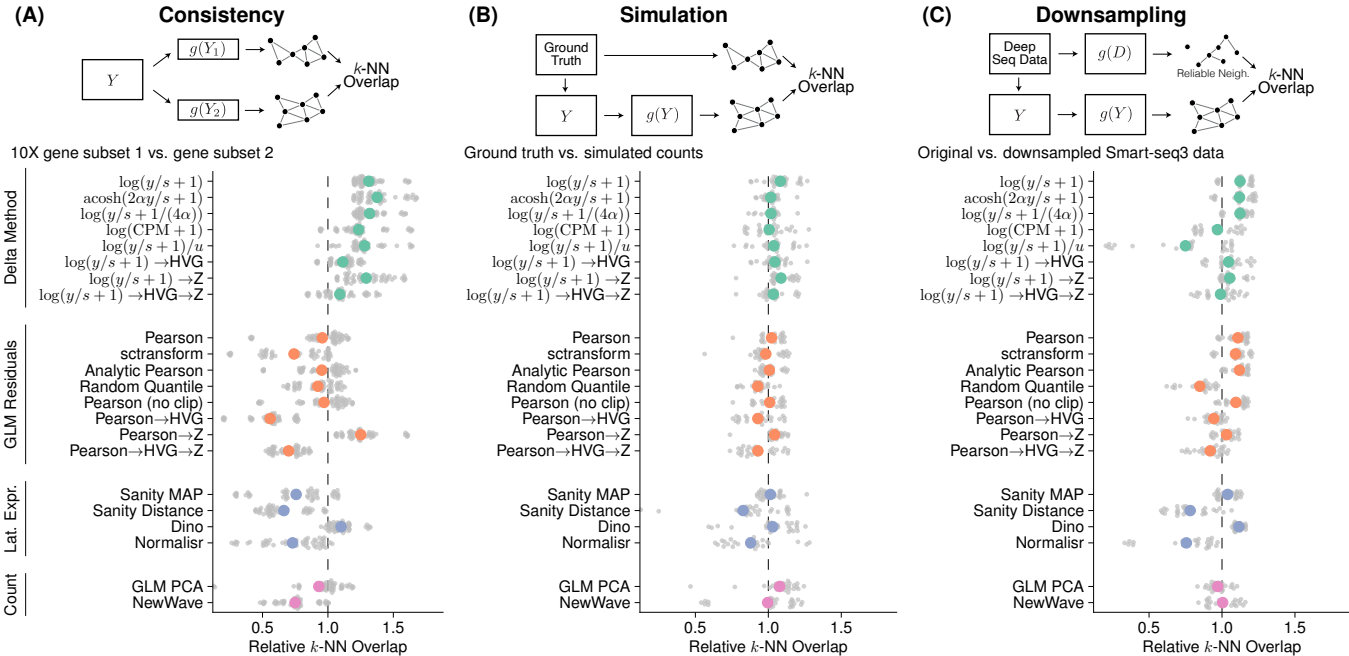 (A) Consistency
Y
g(Y₁)
g(Y₂)
k-NN
Overlap
10X gene subset 1 vs. gene subset 2
(B) Simulation
Ground
Truth
Y
g(Y)
k-NN
Overlap
Ground truth vs. simulated counts
(C) Downsampling
Deep
Seq Data
g(D)
Reliable Neigh.
Y
g(Y)
k-NN
Overlap
Original vs. downsampled Smart-seq3 data
Delta Method
log(y/s + 1)
acosh(2αy/s + 1)
log(y/s + 1/(4α))
log(CPM + 1)
log(y/s + 1)/u
log(y/s + 1) →HVG
log(y/s + 1) →Z
log(y/s + 1) →HVG→Z
GLM Residuals
Pearson
sctransform
Analytic Pearson
Random Quantile
Pearson (no clip)
Pearson→HVG
Pearson→Z
Pearson→HVG→Z
Lat. Expr.
Sanity MAP
Sanity Distance
Dino
Normalisr
Count
GLM PCA
NewWave
0.5 1.0 1.5
Relative k-NN Overlap
log(y/s + 1)
acosh(2αy/s + 1)
log(y/s + 1/(4α))
log(CPM + 1)
log(y/s + 1)/u
log(y/s + 1) →HVG
log(y/s + 1) →Z
log(y/s + 1) →HVG→Z
Pearson
sctransform
Analytic Pearson
Random Quantile
Pearson (no clip)
Pearson→HVG
Pearson→Z
Pearson→HVG→Z
Sanity MAP
Sanity Distance
Dino
Normalisr
GLM PCA
NewWave
0.5 1.0 1.5
Relative k-NN Overlap
log(y/s + 1)
acosh(2αy/s + 1)
log(y/s + 1/(4α))
log(CPM + 1)
log(y/s + 1)/u
log(y/s + 1) →HVG
log(y/s + 1) →Z
log(y/s + 1) →HVG→Z
Pearson
sctransform
Analytic Pearson
Random Quantile
Pearson (no clip)
Pearson→HVG
Pearson→Z
Pearson→HVG→Z
Sanity MAP
Sanity Distance
Dino
Normalisr
GLM PCA
NewWave
0.5 1.0 1.5
Relative k-NN Overlap